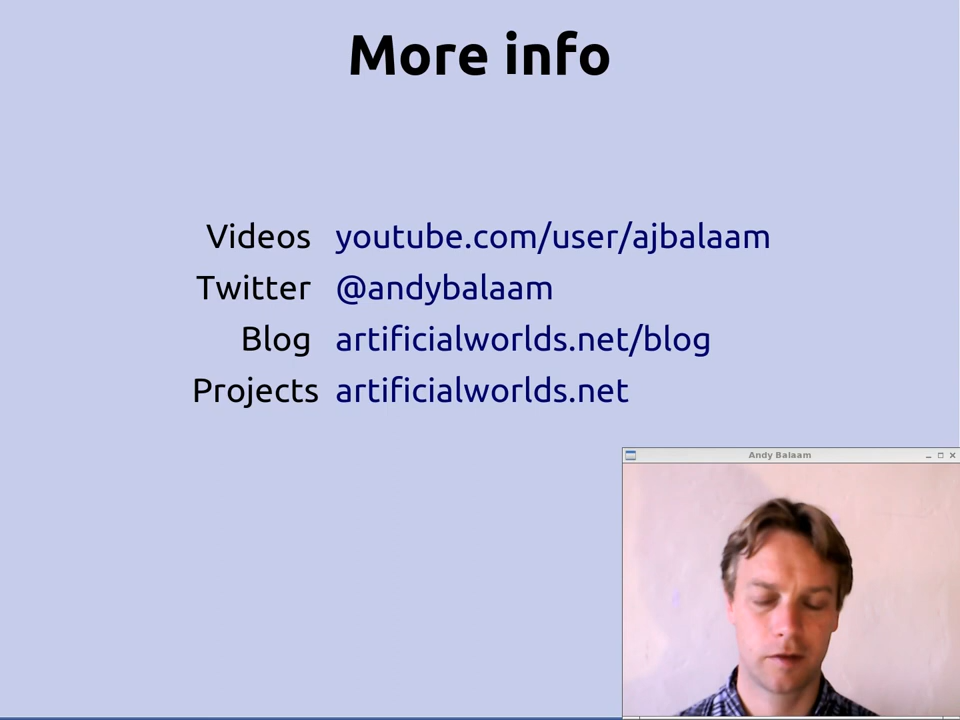 More info
Videos youtube.com/user/ajbalaam
Twitter @andybalaam
Blog artificialworlds.net/blog
Projects artificialworlds.net
Andy Balaam